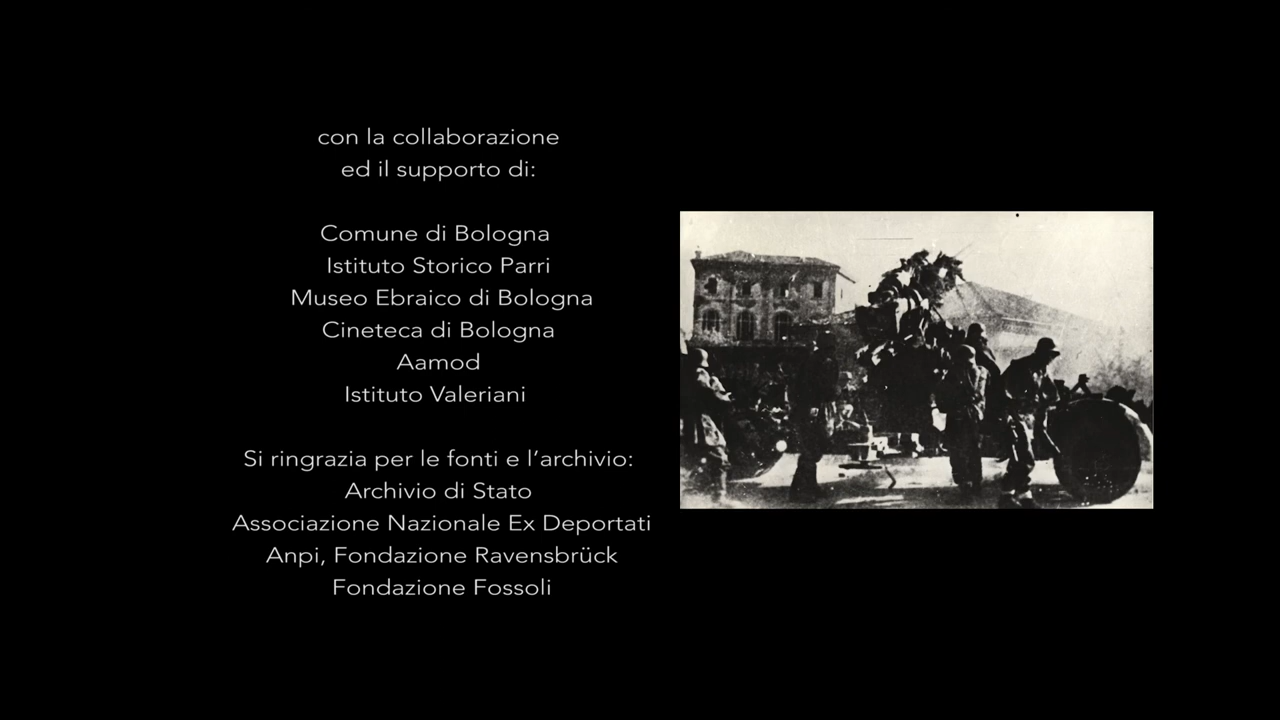 con la collaborazione
ed il supporto di:
Comune di Bologna
Istituto Storico Parri
Museo Ebraico di Bologna
Cineteca di Bologna
Aamod
Istituto Valeriani
Si ringrazia per le fonti e l’archivio:
Archivio di Stato
Associazione Nazionale Ex Deportati
Anpi, Fondazione Ravensbrück
Fondazione Fossoli